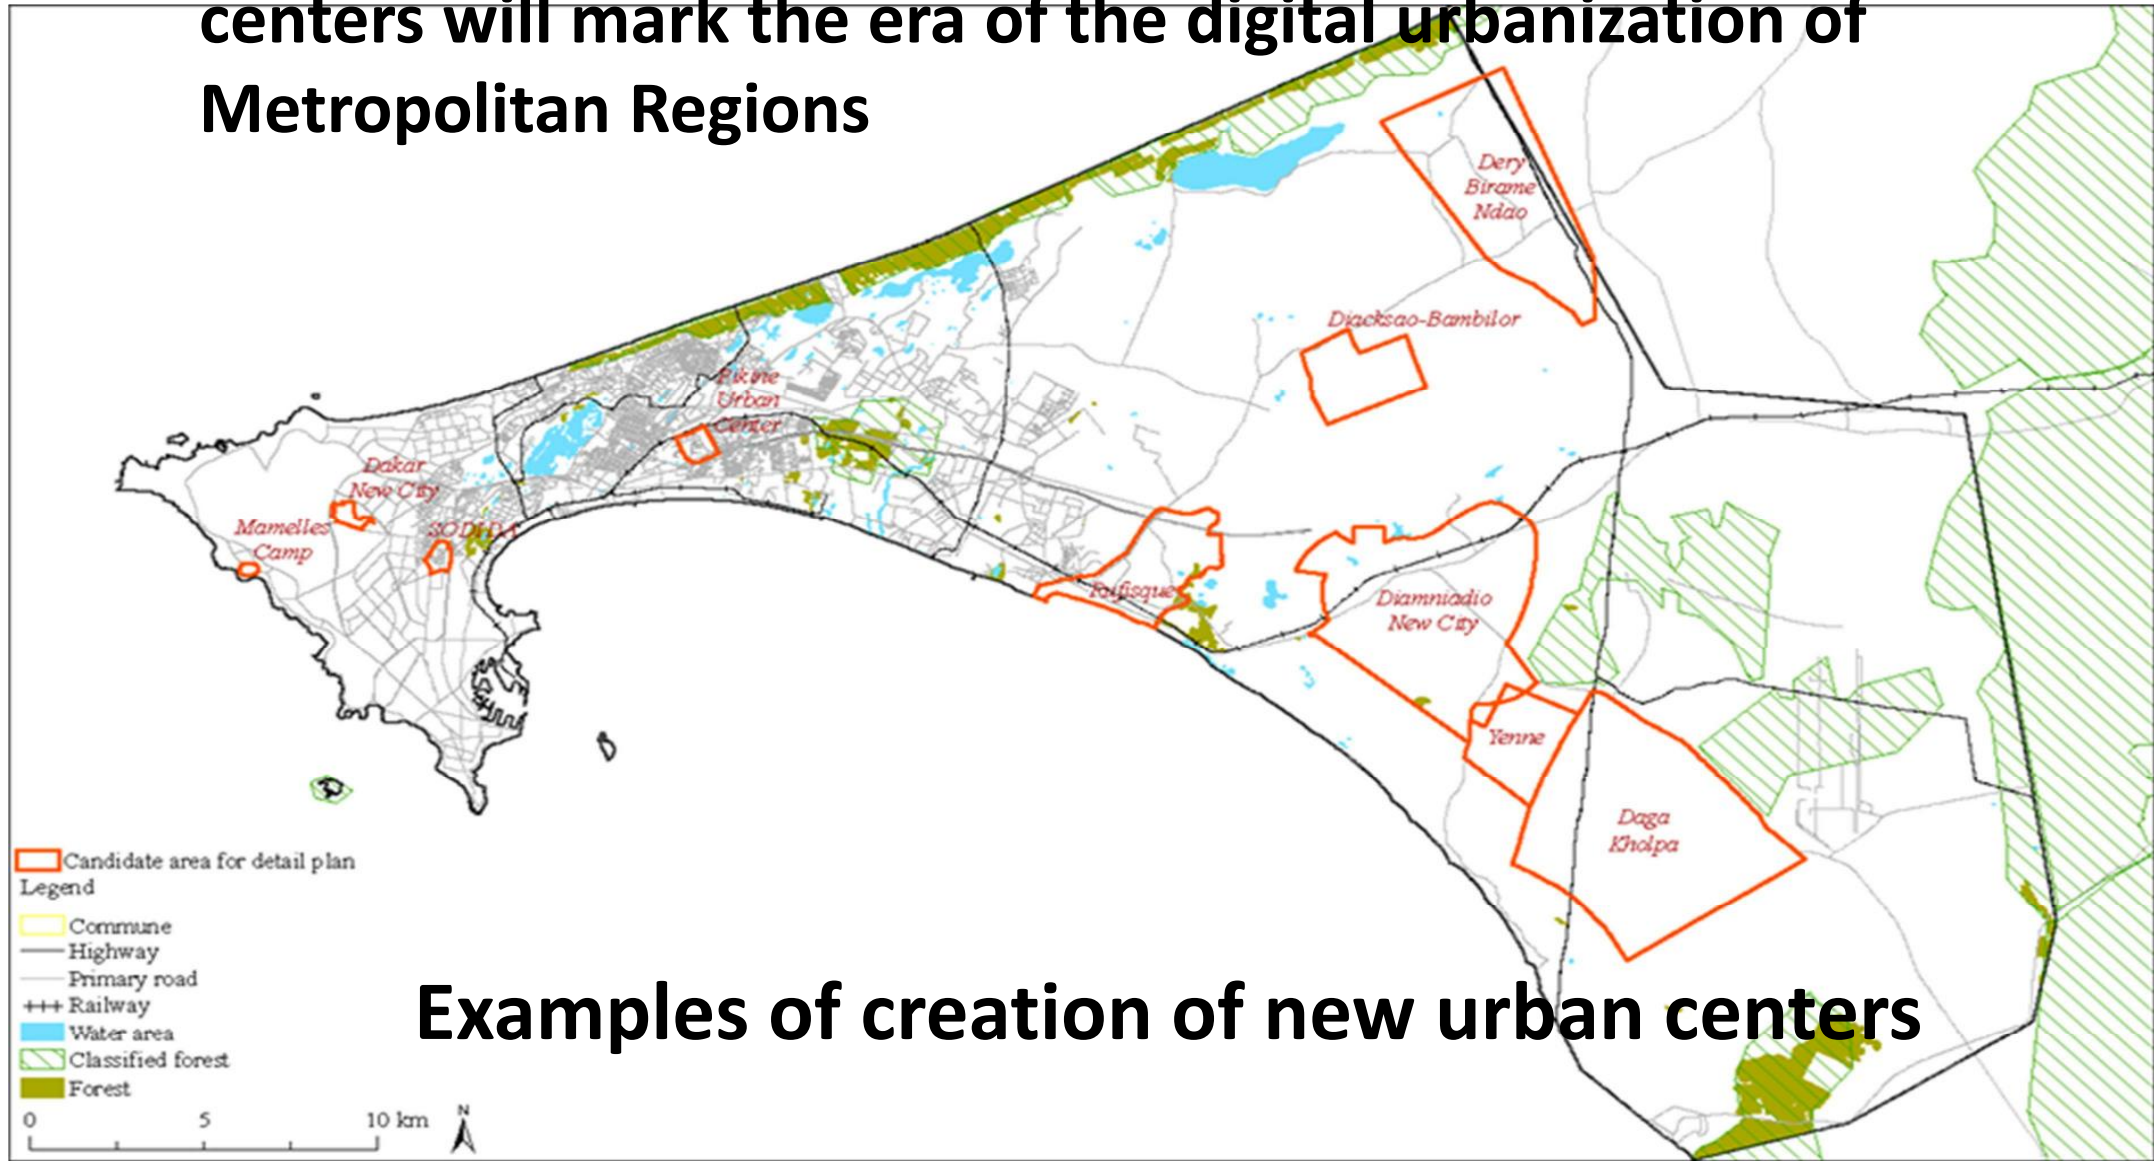 centers will mark the era of the digital urbanization of
Metropolitan Regions
Dery
Birame
Ndao
Diacksao-Bambilor
Pikine
Urban
Center
Dakar
New City
Mamelles
Camp
SODIDA
Rufisque
Diamniadio
New City
Yenne
Daga
Kholpa
Candidate area for detail plan
Legend
Commune
Highway
Primary road
Railway
Water area
Classified forest
Forest
0 5 10 km
N
Examples of creation of new urban centers